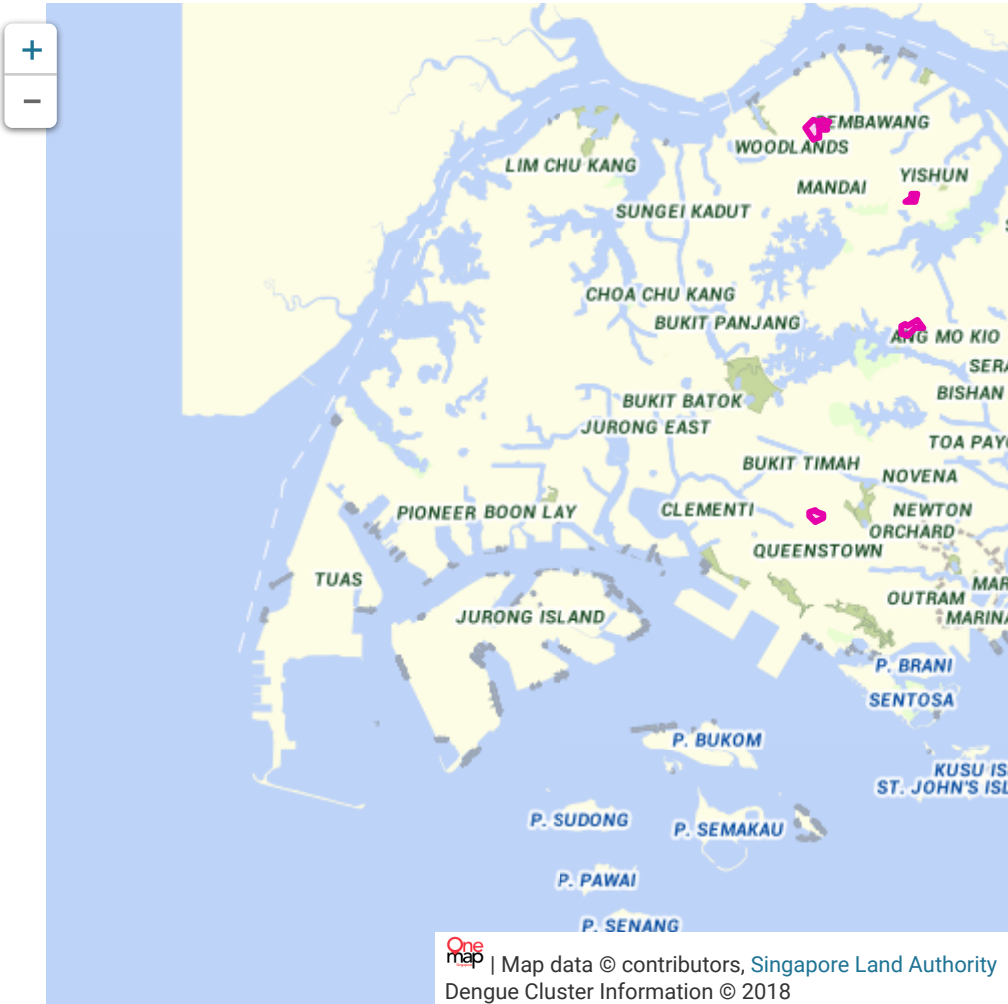 +
−
SEMBAWANG
WOODLANDS
LIM CHU KANG
YISHUN
MANDAI
SUNGEI KADUT
CHOA CHU KANG
BUKIT PANJANG
ANG MO KIO
SERA
BISHAN
BUKIT BATOK
JURONG EAST
TOA PAYO
BUKIT TIMAH
NOVENA
PIONEER BOON LAY
CLEMENTI
NEWTON
ORCHARD
QUEENSTOWN
TUAS
MAR
OUTRAM
JURONG ISLAND
MARINA
P. BRANI
SENTOSA
P. BUKOM
KUSU IS
ST. JOHN'S ISL
P. SUDONG
P. SEMAKAU
P. PAWAI
P. SENANG
One
map | Map data © contributors, Singapore Land Authority
Dengue Cluster Information © 2018